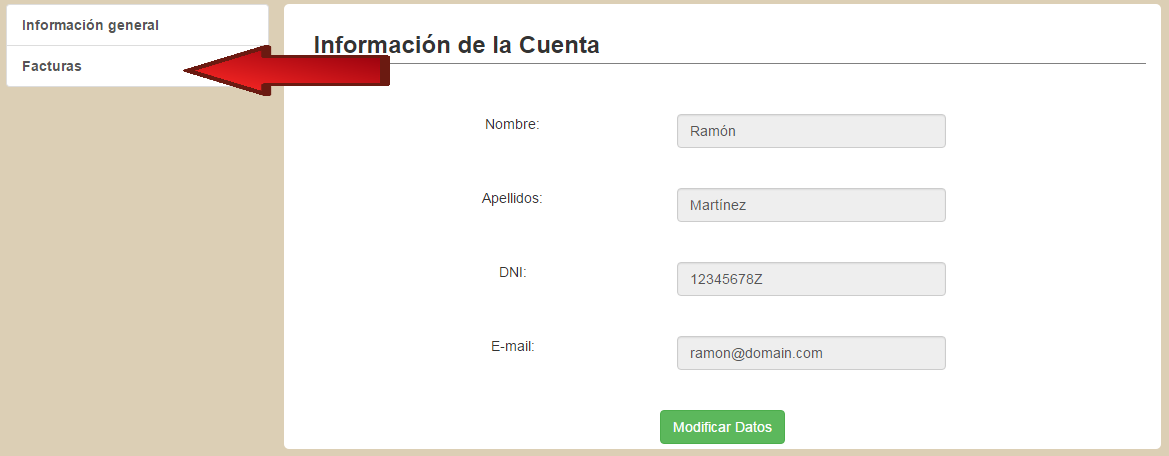 Información general
Facturas
Información de la Cuenta
Nombre:
Ramón
Apellidos:
Martínez
DNI:
12345678Z
E-mail:
ramon@domain.com
Modificar Datos